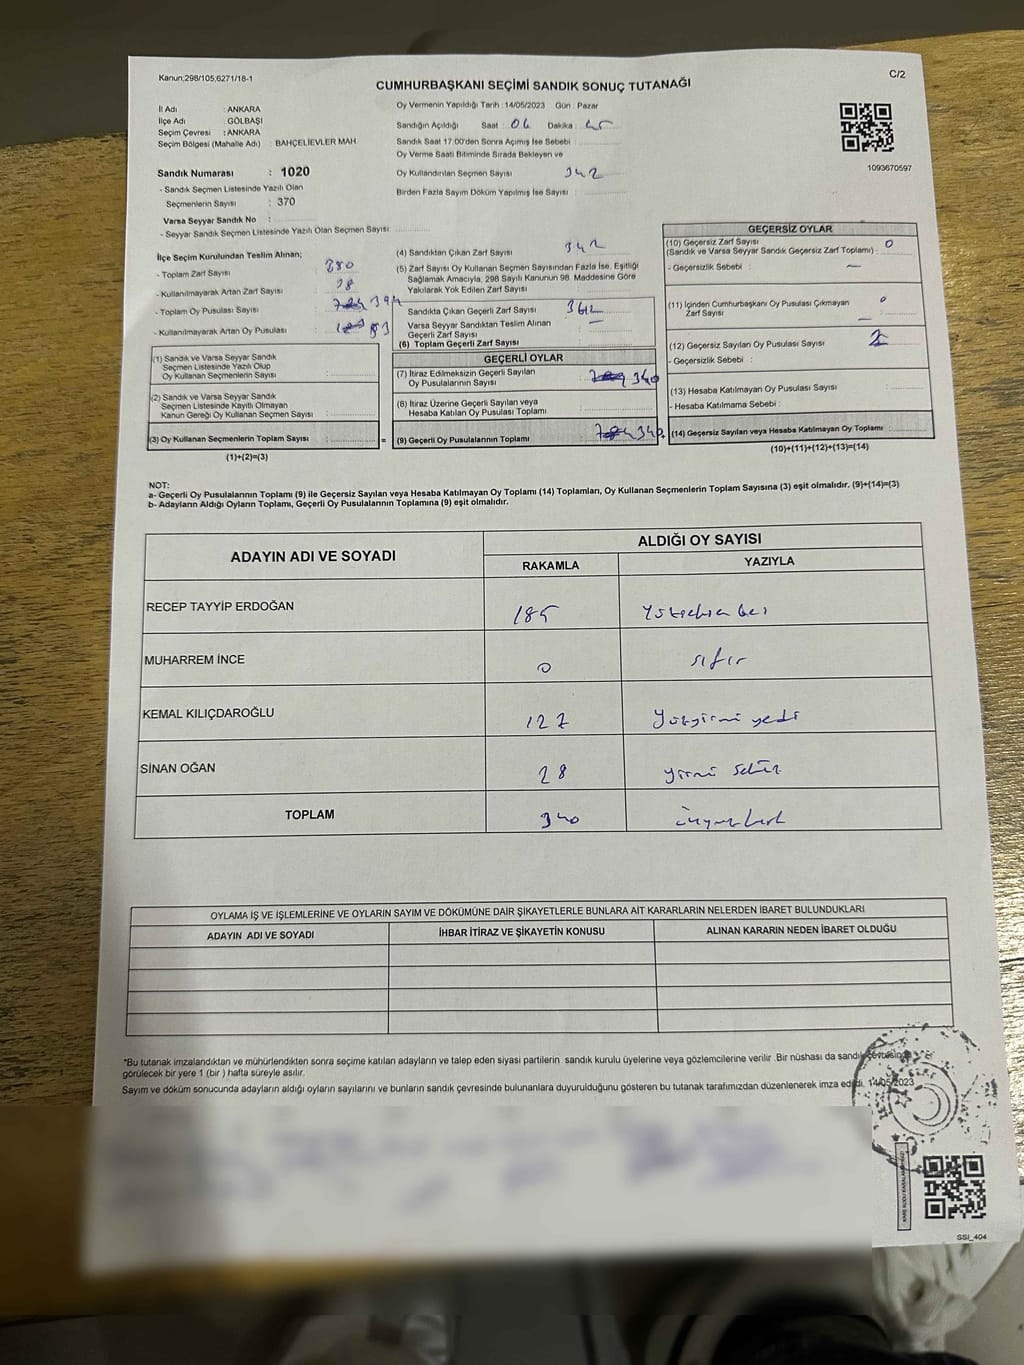 Kanun;298/105;6271/18-1
C/2
CUMHURBAŞKANI SEÇİMİ SANDIK SONUÇ TUTANAĞI
İl Adı : ANKARA
İlçe Adı : GÖLBAŞI
Seçim Çevresi : ANKARA
Seçim Bölgesi (Mahalle Adı) : BAHÇELİEVLER MAH.
Oy Vermenin Yapıldığı Tarih : 14/05/2023 Gün : Pazar
Sandığın Açıldığı Saat : Dakika : 45
Sandık Saat 17:00'den Sonra Açımış İse Sebebi :
Oy Verme Saati Bitiminde Sırada Bekleyen ve
Oy Kullandırılan Seçmen Sayısı : 342
Birden Fazla Sayım Döküm Yapılmış İse Sayısı :
1093670597
Sandık Numarası : 1020
- Sandık Seçmen Listesinde Yazılı Olan
Seçmenlerin Sayısı : 370
Varsa Seyyar Sandık No :
- Seyyar Sandık Seçmen Listesinde Yazılı Olan Seçmen Sayısı:
İlçe Seçim Kurulundan Teslim Alınan;
- Toplam Zarf Sayısı : 380
- Kullanılmayarak Artan Zarf Sayısı : 38
- Toplam Oy Pusulası Sayısı : 394
- Kullanılmayarak Artan Oy Pusulası : 53
(1) Sandık ve Varsa Seyyar Sandık
Seçmen Listesinde Yazılı Olup
Oy Kullanan Seçmenlerin Sayısı :
(2) Sandık ve Varsa Seyyar Sandık
Seçmen Listesinde Kayıtlı Olmayan
Kanun Gereği Oy Kullanan Seçmen Sayısı :
(3) Oy Kullanan Seçmenlerin Toplam Sayısı : =
(1)+(2)=(3)
(4) Sandıktan Çıkan Zarf Sayısı : 342
(5) Zarf Sayısı Oy Kullanan Seçmen Sayısından Fazla İse, Eşitliği
Sağlamak Amacıyla, 298 Sayılı Kanunun 98. Maddesine Göre
Yakılarak Yok Edilen Zarf Sayısı :
Sandıkta Çıkan Geçerli Zarf Sayısı : 342
Varsa Seyyar Sandıktan Teslim Alınan
Geçerli Zarf Sayısı : —
(6) Toplam Geçerli Zarf Sayısı :
GEÇERLİ OYLAR
(7) İtiraz Edilmeksizin Geçerli Sayılan
Oy Pusulalarının Sayısı : 340
(8) İtiraz Üzerine Geçerli Sayılan veya
Hesaba Katılan Oy Pusulası Toplamı :
(9) Geçerli Oy Pusulalarının Toplamı : 340
GEÇERSİZ OYLAR
(10) Geçersiz Zarf Sayısı
(Sandık ve Varsa Seyyar Sandık Geçersiz Zarf Toplamı) : 0
- Geçersizlik Sebebi : —
(11) İçinden Cumhurbaşkanı Oy Pusulası Çıkmayan
Zarf Sayısı : 0
(12) Geçersiz Sayılan Oy Pusulası Sayısı : 2
- Geçersizlik Sebebi :
(13) Hesaba Katılmayan Oy Pusulası Sayısı :
- Hesaba Katılmama Sebebi :
(14) Geçersiz Sayılan veya Hesaba Katılmayan Oy Toplamı :
(10)+(11)+(12)+(13)=(14)
NOT:
a- Geçerli Oy Pusulalarının Toplamı (9) ile Geçersiz Sayılan veya Hesaba Katılmayan Oy Toplamı (14) Toplamları, Oy Kullanan Seçmenlerin Toplam Sayısına (3) eşit olmalıdır. (9)+(14)=(3)
b- Adayların Aldığı Oyların Toplamı, Geçerli Oy Pusulalarının Toplamına (9) eşit olmalıdır.
ADAYIN ADI VE SOYADI
ALDIĞI OY SAYISI
RAKAMLA YAZIYLA
RECEP TAYYİP ERDOĞAN 185 Yüzseksen beş
MUHARREM İNCE 0 sıfır
KEMAL KILIÇDAROĞLU 127 Yüzyirmi yedi
SİNAN OĞAN 28 yirmi sekiz
TOPLAM 340 üçyüzkırk
OYLAMA İŞ VE İŞLEMLERİNE VE OYLARIN SAYIM VE DÖKÜMÜNE DAİR ŞİKAYETLERLE BUNLARA AİT KARARLARIN NELERDEN İBARET BULUNDUKLARI
ADAYIN ADI VE SOYADI İHBAR İTİRAZ VE ŞİKAYETİN KONUSU ALINAN KARARIN NEDEN İBARET OLDUĞU
*Bu tutanak imzalandıktan ve mühürlendikten sonra seçime katılan adayların ve talep eden siyasi partilerin sandık kurulu üyelerine veya gözlemcilerine verilir .Bir nüshası da sandık çevresinde
görülecek bir yere 1 (bir ) hafta süreyle asılır.
Sayım ve döküm sonucunda adayların aldığı oyların sayılarını ve bunların sandık çevresinde bulunanlara duyurulduğunu gösteren bu tutanak tarafımızdan düzenlenerek imza edildi. 14/05/2023
SSI_404